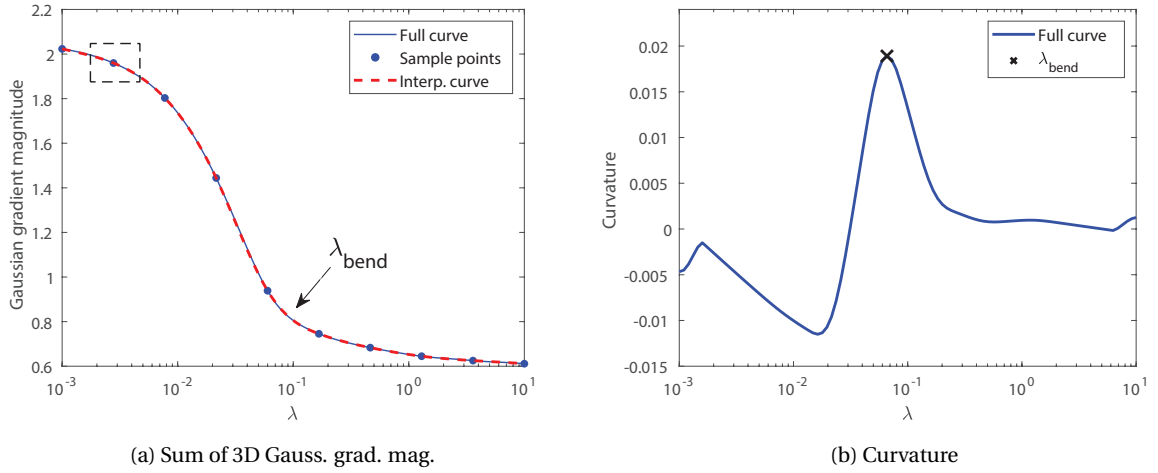 2.2
2
1.8
1.6
1.4
1.2
1
0.8
0.6
Gaussian gradient magnitude
Full curve
Sample points
Interp. curve
λbend
10-3
10-2
10-1
100
101
λ
(a) Sum of 3D Gauss. grad. mag.
0.02
0.015
0.01
0.005
0
-0.005
-0.01
-0.015
Curvature
Full curve
λbend
10-3
10-2
10-1
100
101
λ
(b) Curvature